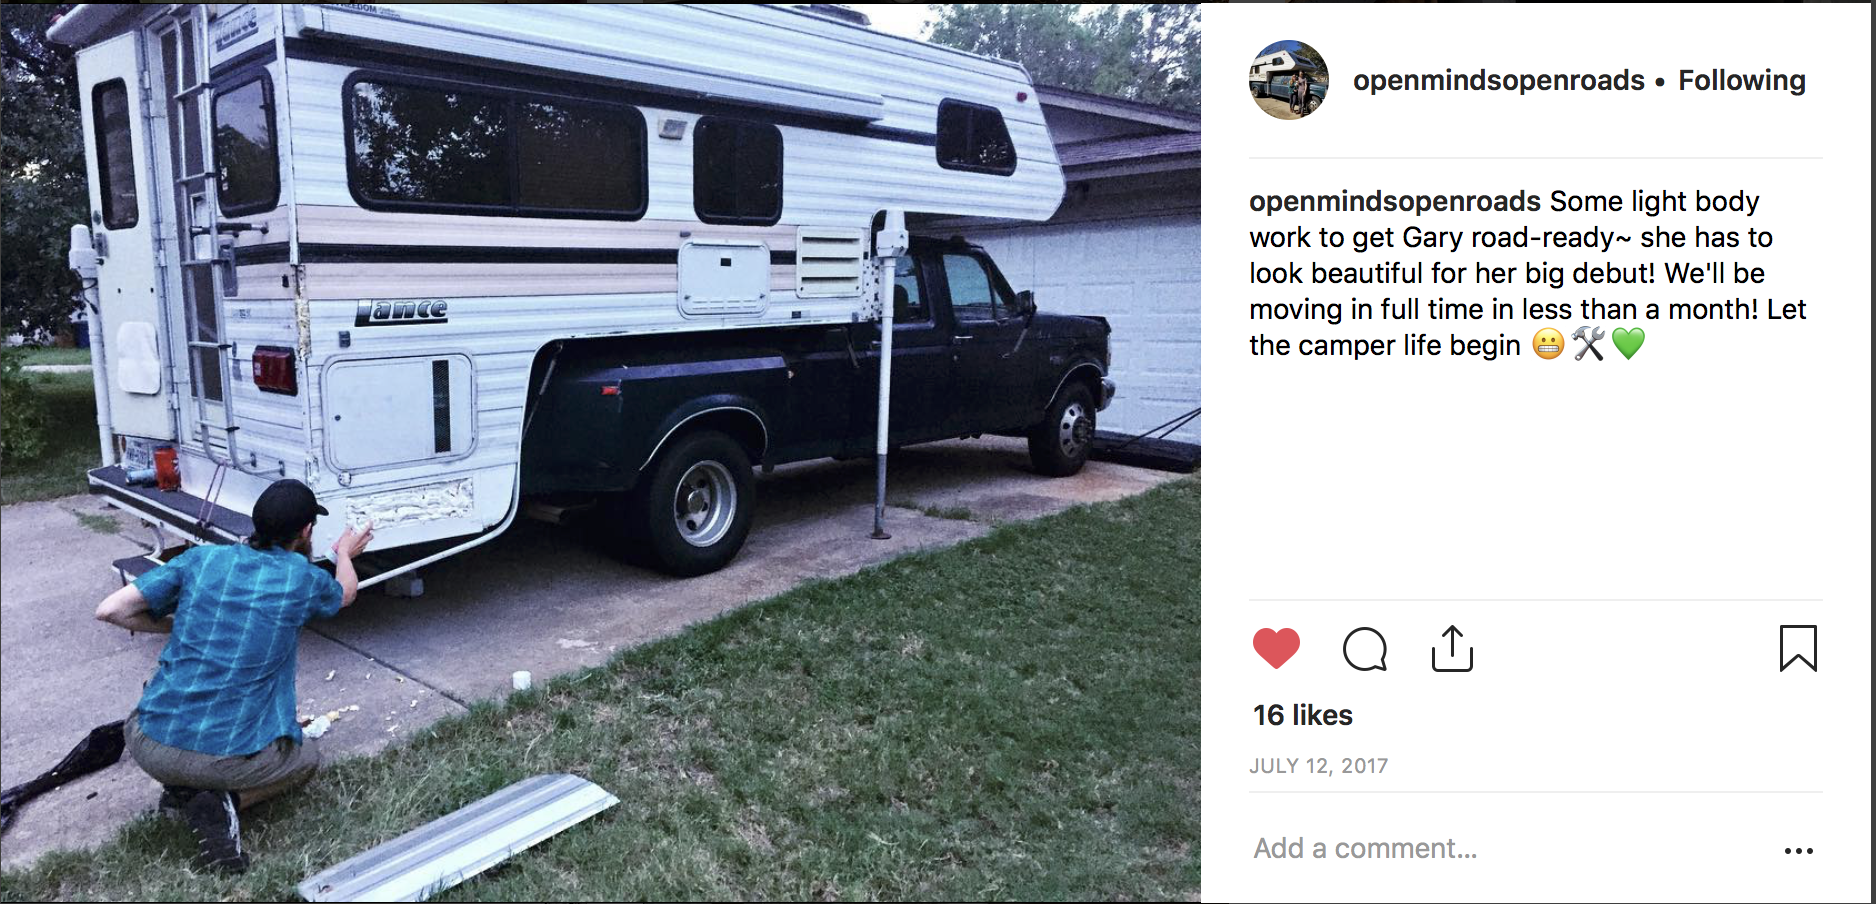 FREEDOM
Lance
Lance
openmindsopenroads • Following
openmindsopenroads Some light body
work to get Gary road-ready~ she has to
look beautiful for her big debut! We'll be
moving in full time in less than a month! Let
the camper life begin 😬🛠💚
16 likes
JULY 12, 2017
Add a comment...